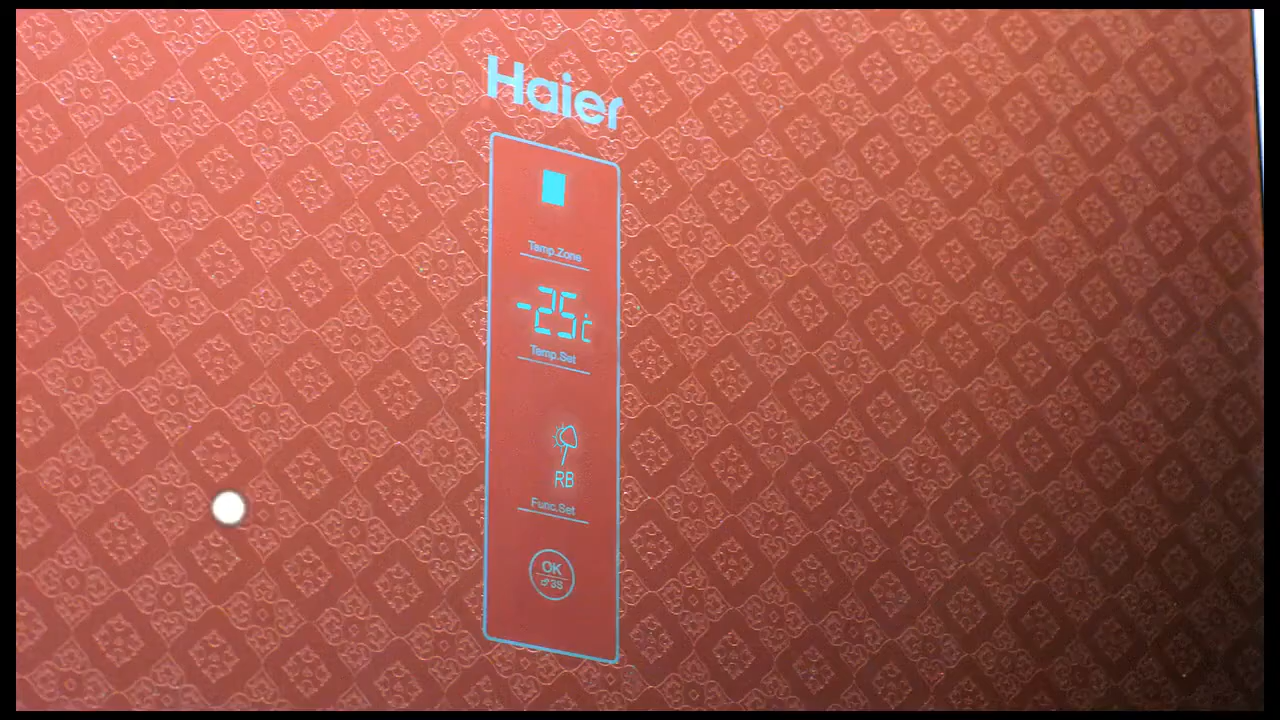 Haier
Temp.Zone
-25℃
Temp.Set
RB
Func.Set
OK
3S